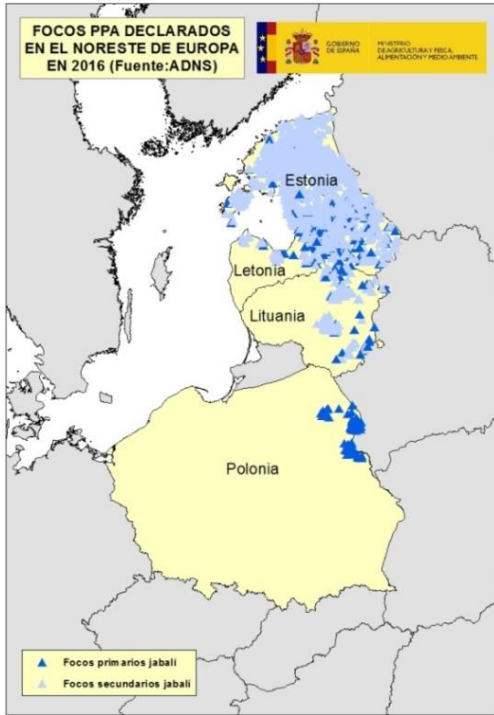 FOCOS PPA DECLARADOS
EN EL NORESTE DE EUROPA
EN 2016 (Fuente:ADNS)
GOBIERNO
DE ESPAÑA
MINISTERIO
DE AGRICULTURA Y PESCA,
ALIMENTACIÓN Y MEDIO AMBIENTE
Estonia
Letonia
Lituania
Polonia
Focos primarios jabalí
Focos secundarios jabalí